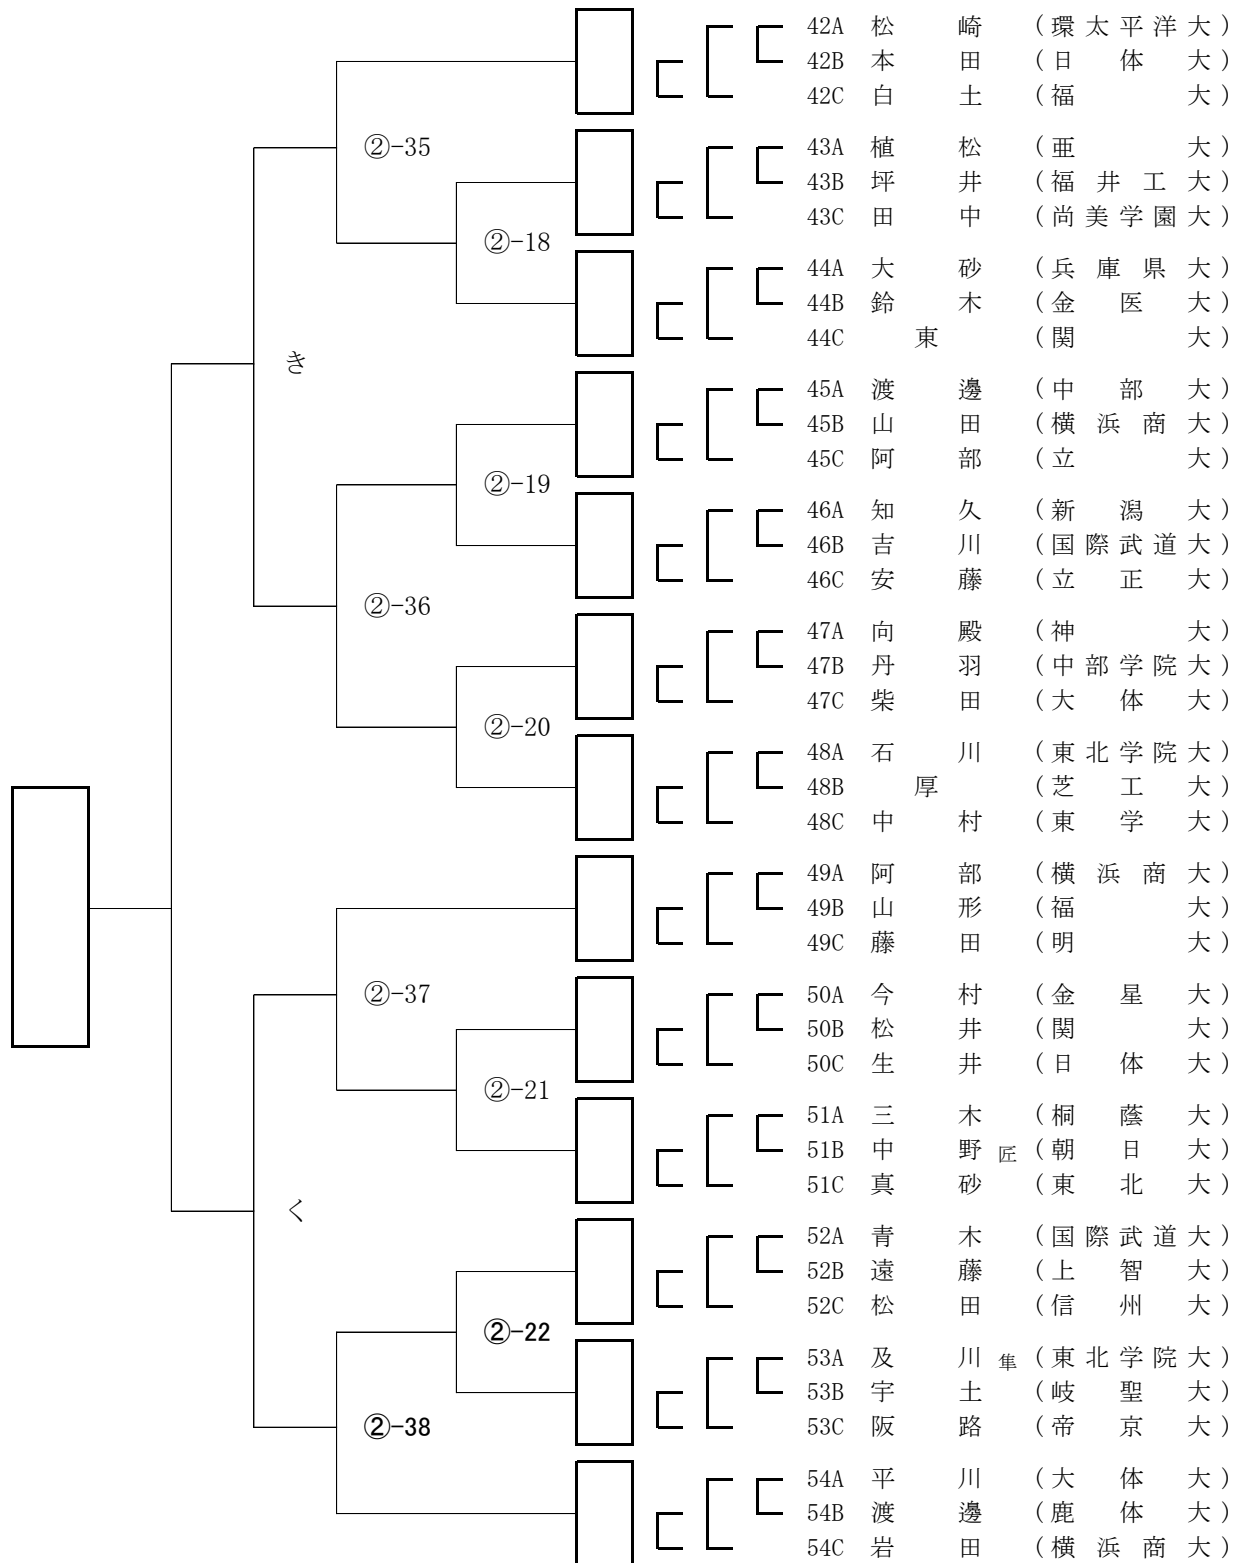 42A 松崎 (環太平洋大)
42B 本田 (日体大)
42C 白土 (福大)
②-35
43A 植松 (亜大)
43B 坪井 (福井工大)
43C 田中 (尚美学園大)
②-18
44A 大砂 (兵庫県大)
44B 鈴木 (金医大)
44C 東 (関大)
き
45A 渡邊 (中部大)
45B 山田 (横浜商大)
45C 阿部 (立大)
②-19
46A 知久 (新潟大)
46B 吉川 (国際武道大)
46C 安藤 (立正大)
②-36
47A 向殿 (神大)
47B 丹羽 (中部学院大)
47C 柴田 (大体大)
②-20
48A 石川 (東北学院大)
48B 厚 (芝工大)
48C 中村 (東学大)
49A 阿部 (横浜商大)
49B 山形 (福大)
49C 藤田 (明大)
②-37
50A 今村 (金星大)
50B 松井 (関大)
50C 生井 (日体大)
②-21
51A 三木 (桐蔭大)
51B 中野匠 (朝日大)
51C 真砂 (東北大)
く
52A 青木 (国際武道大)
52B 遠藤 (上智大)
52C 松田 (信州大)
②-22
53A 及川隼 (東北学院大)
53B 宇土 (岐聖大)
53C 阪路 (帝京大)
②-38
54A 平川 (大体大)
54B 渡邊 (鹿体大)
54C 岩田 (横浜商大)